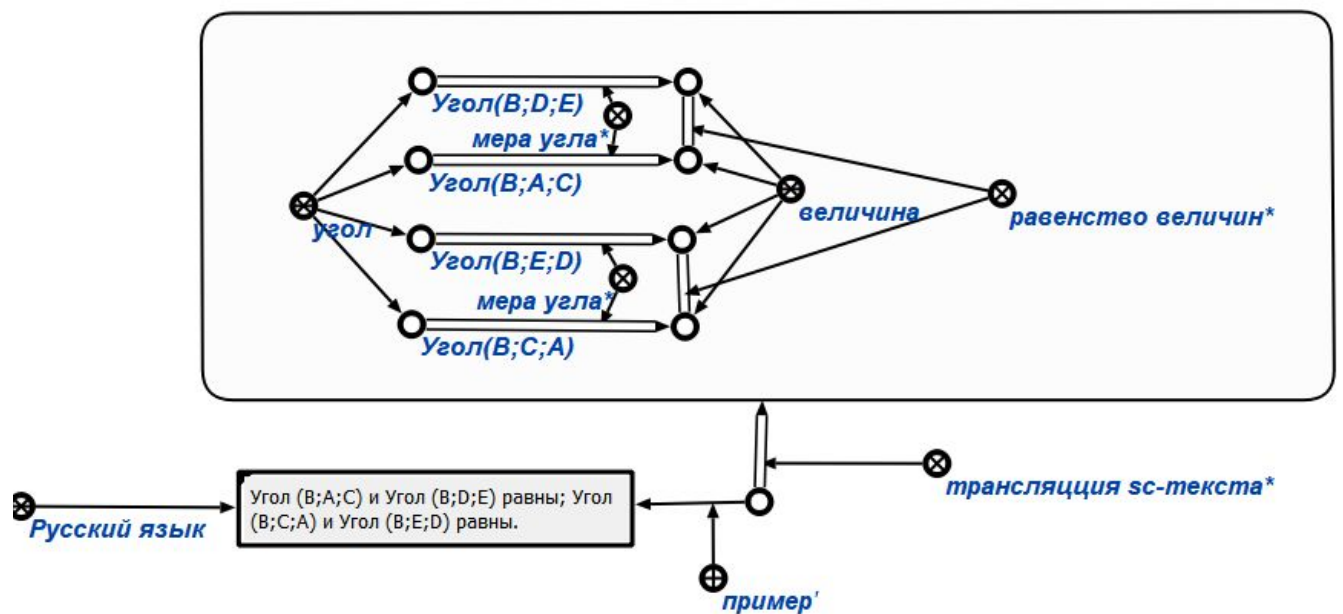 Угол(B;D;E)
мера угла*
Угол(B;A;C)
угол
величина
равенство величин*
Угол(B;E;D)
мера угла*
Угол(B;C;A)
трансляцция sc-текста*
Русский язык
Угол (B;A;C) и Угол (B;D;E) равны; Угол
(B;C;A) и Угол (B;E;D) равны.
пример'